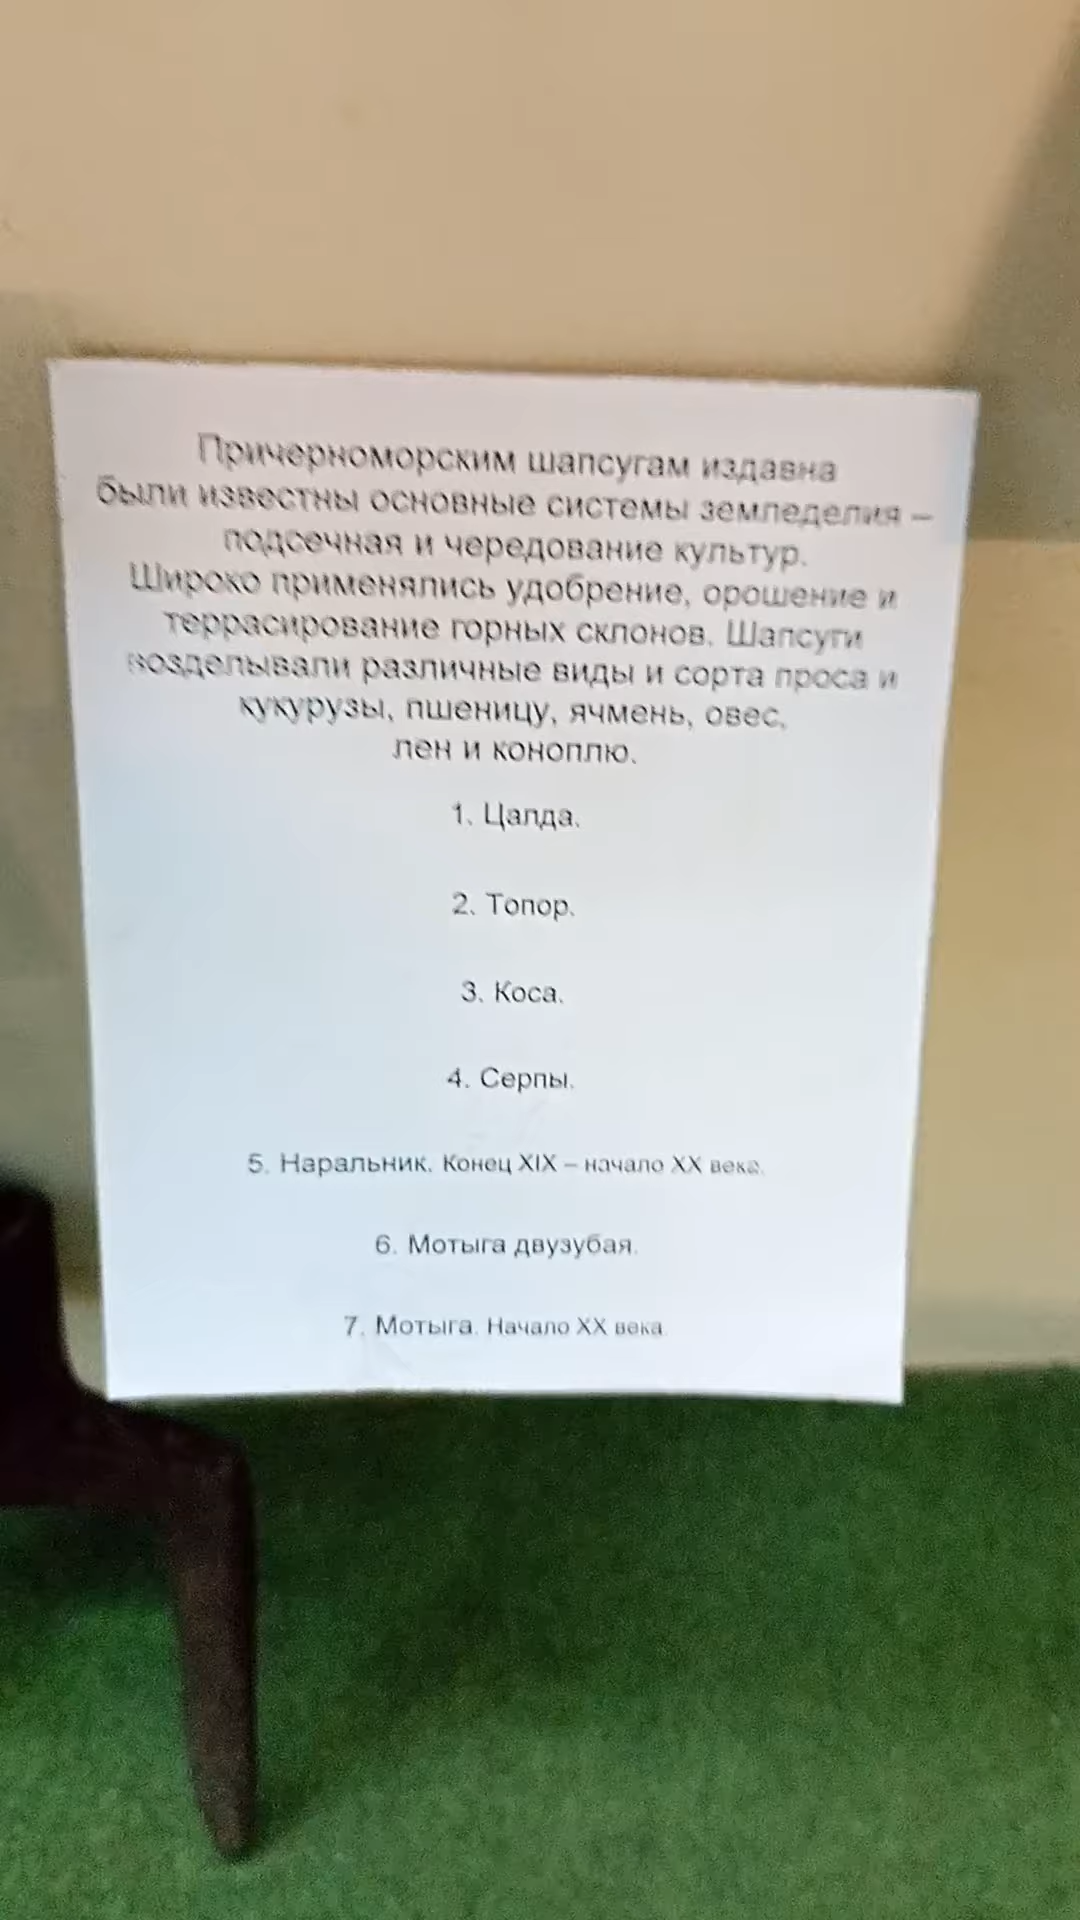 Причерноморским шапсугам издавна
были известны основные системы земледелия –
подсечная и чередование культур.
Широко применялись удобрение, орошение и
террасирование горных склонов. Шапсуги
возделывали различные виды и сорта проса и
кукурузы, пшеницу, ячмень, овес,
лен и коноплю.
1. Цалда.
2. Топор.
3. Коса.
4. Серпы.
5. Наральник. Конец XIX – начало XX века.
6. Мотыга двузубая.
7. Мотыга. Начало XX века.